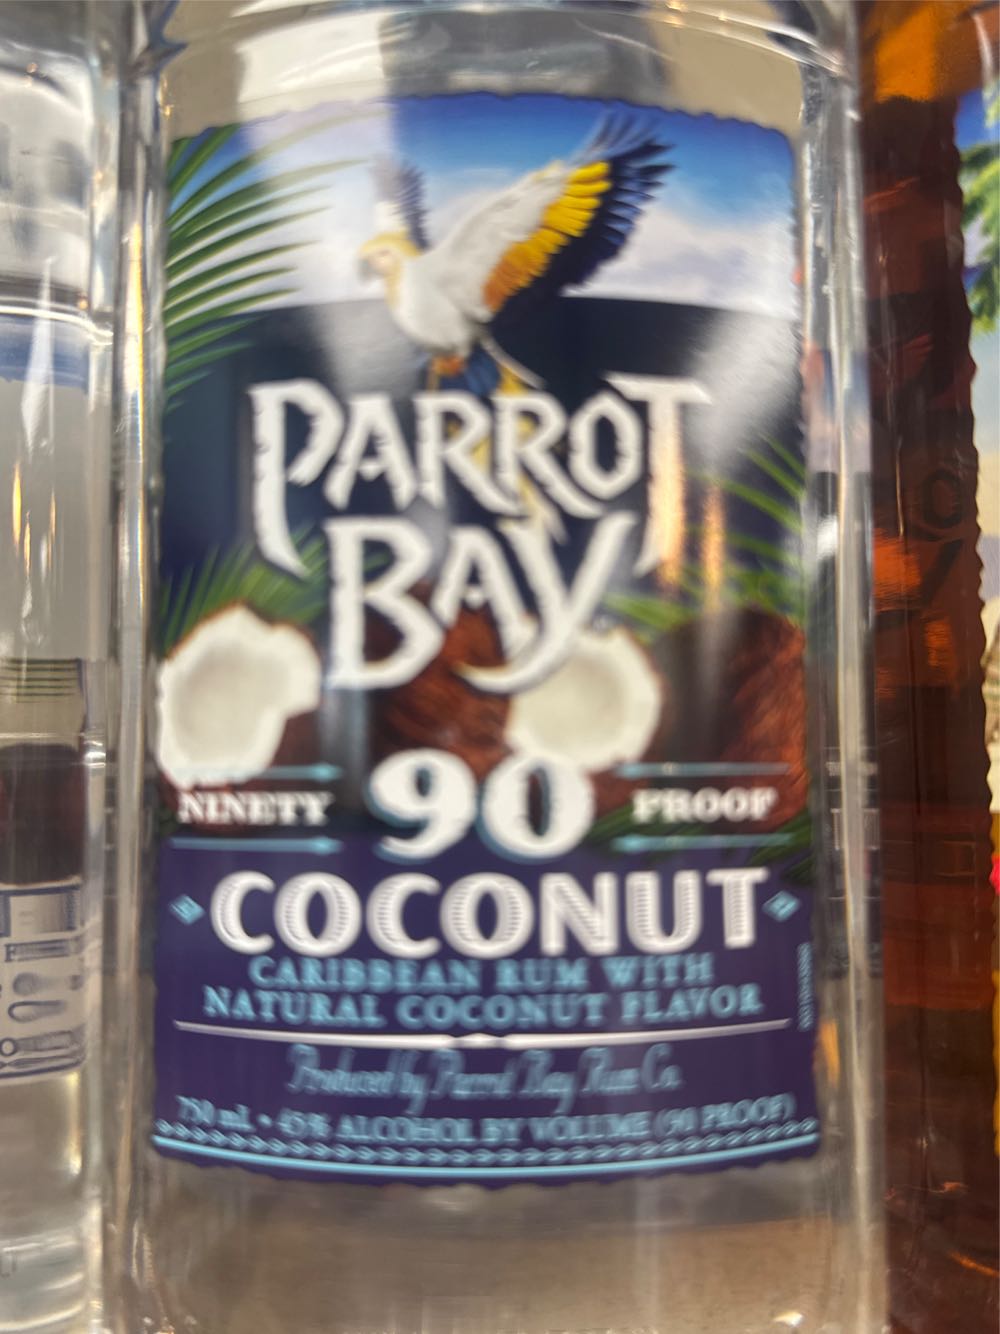 PARROT
BAY
NINETY 90 PROOF
COCONUT
CARIBBEAN RUM WITH
NATURAL COCONUT FLAVOR
Produced by Parrot Bay Rum Co.
750 mL • 45% ALCOHOL BY VOLUME (90 PROOF)